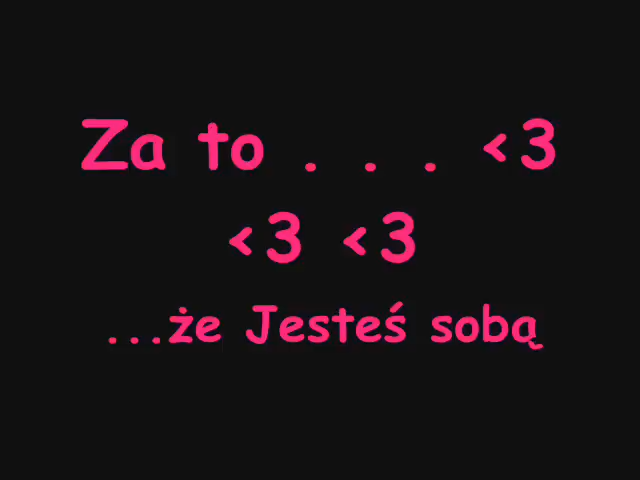 Za to . . . <3
<3 <3
...że Jesteś sobą